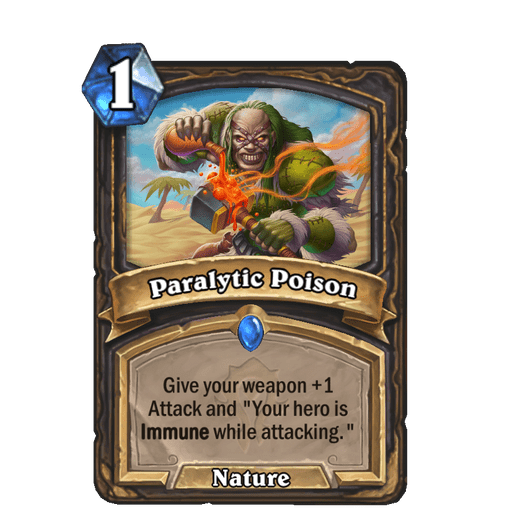 1
Paralytic Poison
Give your weapon +1
Attack and "Your hero is
Immune while attacking."
Nature